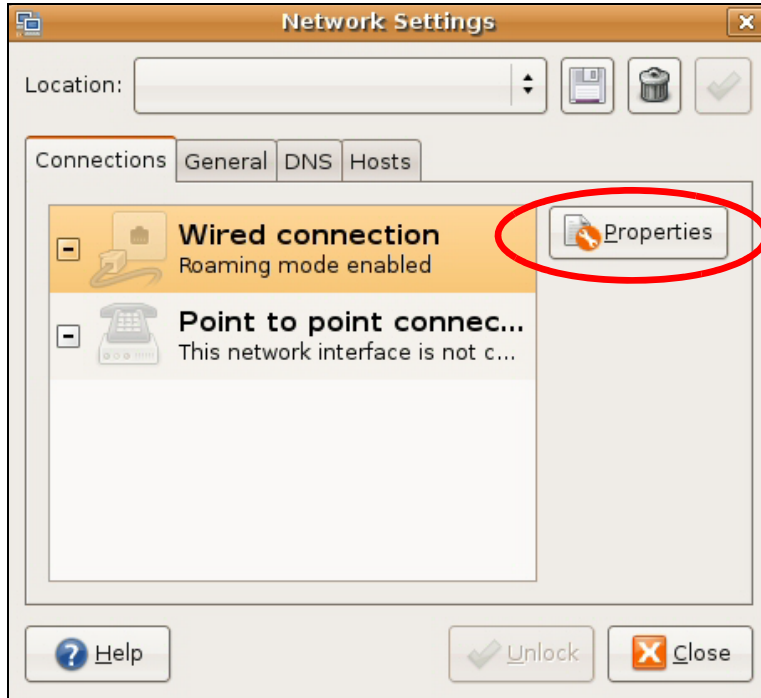 Network Settings
Location:
Connections General DNS Hosts
Wired connection
Roaming mode enabled
Properties
Point to point connec...
This network interface is not c...
Help
Unlock
Close